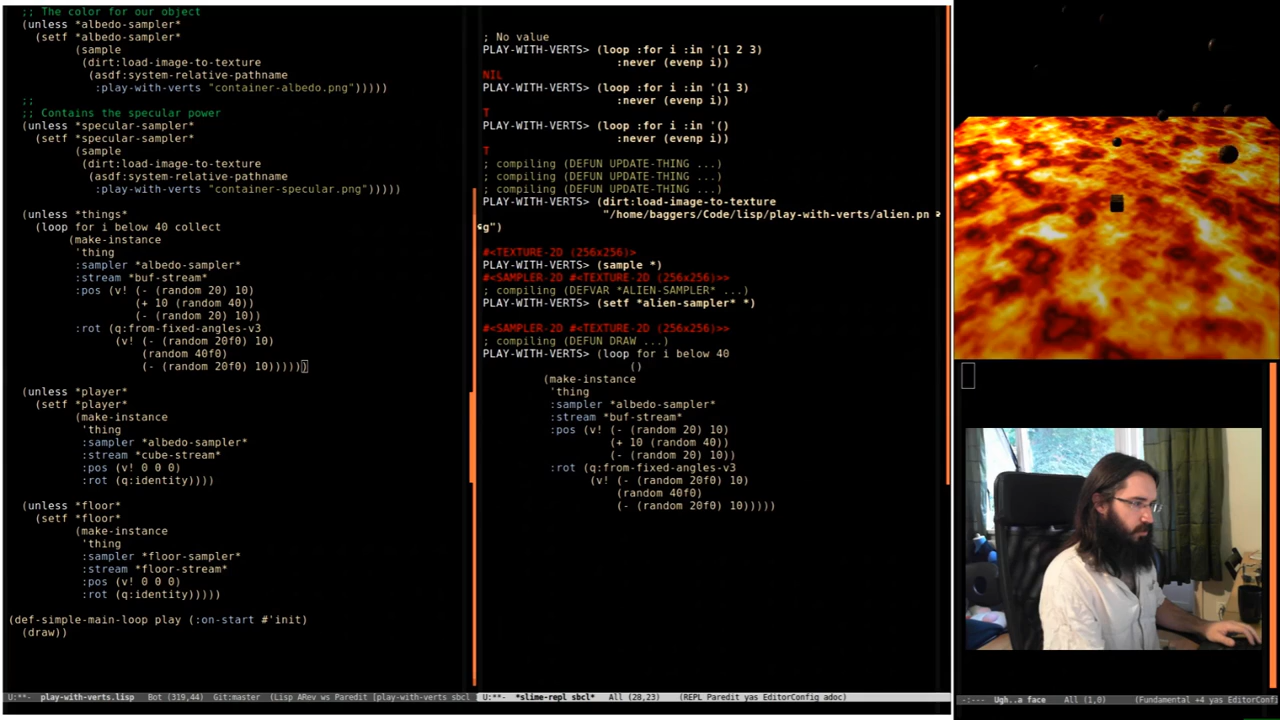 ;; The color for our object
(unless *albedo-sampler*
(setf *albedo-sampler*
(sample
(dirt:load-image-to-texture
(asdf:system-relative-pathname
:play-with-verts "container-albedo.png")))))
;;
;; Contains the specular power
(unless *specular-sampler*
(setf *specular-sampler*
(sample
(dirt:load-image-to-texture
(asdf:system-relative-pathname
:play-with-verts "container-specular.png")))))
(unless *things*
(loop for i below 40 collect
(make-instance
'thing
:sampler *albedo-sampler*
:stream *buf-stream*
:pos (v! (- (random 20) 10)
(+ 10 (random 40))
(- (random 20) 10))
:rot (q:from-fixed-angles-v3
(v! (- (random 20f0) 10)
(random 40f0)
(- (random 20f0) 10))))))
(unless *player*
(setf *player*
(make-instance
'thing
:sampler *albedo-sampler*
:stream *cube-stream*
:pos (v! 0 0 0)
:rot (q:identity))))
(unless *floor*
(setf *floor*
(make-instance
'thing
:sampler *floor-sampler*
:stream *floor-stream*
:pos (v! 0 0 0)
:rot (q:identity)))))
(def-simple-main-loop play (:on-start #'init)
(draw))
U:**- play-with-verts.lisp Bot (319,44) Git:master (Lisp ARev ws Paredit [play-with-verts sbcl
; No value
PLAY-WITH-VERTS> (loop :for i :in '(1 2 3)
:never (evenp i))
NIL
PLAY-WITH-VERTS> (loop :for i :in '(1 3)
:never (evenp i))
T
PLAY-WITH-VERTS> (loop :for i :in '()
:never (evenp i))
T
; compiling (DEFUN UPDATE-THING ...)
; compiling (DEFUN UPDATE-THING ...)
; compiling (DEFUN UPDATE-THING ...)
PLAY-WITH-VERTS> (dirt:load-image-to-texture
"/home/baggers/Code/lisp/play-with-verts/alien.pn
g")
#<TEXTURE-2D (256x256)>
PLAY-WITH-VERTS> (sample *)
#<SAMPLER-2D #<TEXTURE-2D (256x256)>>
; compiling (DEFVAR *ALIEN-SAMPLER* ...)
PLAY-WITH-VERTS> (setf *alien-sampler* *)
#<SAMPLER-2D #<TEXTURE-2D (256x256)>>
; compiling (DEFUN DRAW ...)
PLAY-WITH-VERTS> (loop for i below 40
()
(make-instance
'thing
:sampler *albedo-sampler*
:stream *buf-stream*
:pos (v! (- (random 20) 10)
(+ 10 (random 40))
(- (random 20) 10))
:rot (q:from-fixed-angles-v3
(v! (- (random 20f0) 10)
(random 40f0)
(- (random 20f0) 10)))))
U:**- *slime-repl sbcl* All (28,23) (REPL Paredit yas EditorConfig adoc)
-:--- Ugh..a face All (1,0) (Fundamental +4 yas EditorConfi